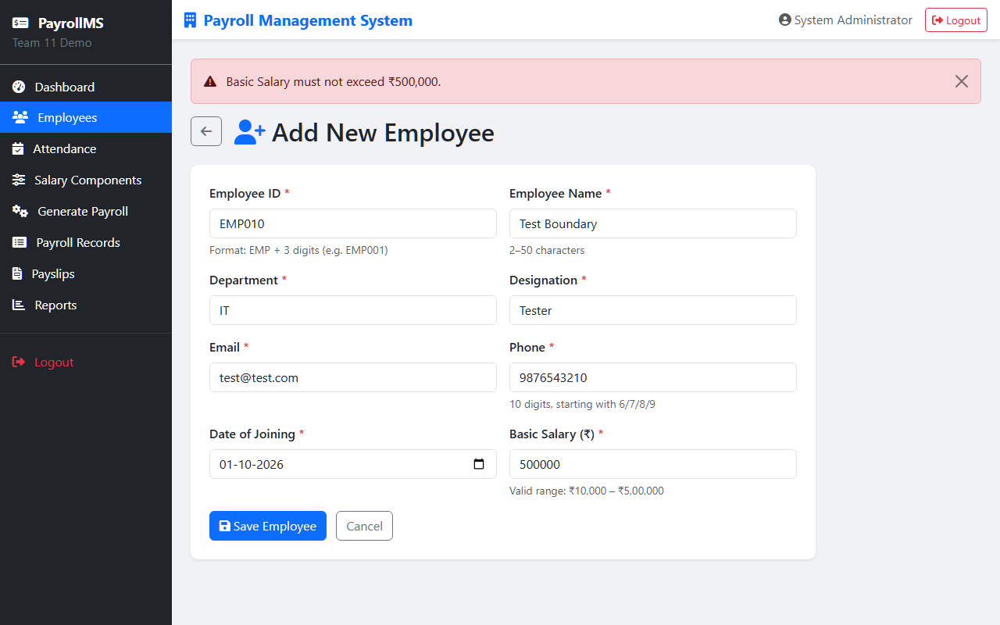 PayrollMS
Team 11 Demo
Dashboard
Employees
Attendance
Salary Components
Generate Payroll
Payroll Records
Payslips
Reports
Logout
Payroll Management System
System Administrator
Logout
Basic Salary must not exceed ₹500,000.
Add New Employee
Employee ID *
Employee Name *
EMP010
Test Boundary
Format: EMP + 3 digits (e.g. EMP001)
2–50 characters
Department *
Designation *
IT
Tester
Email *
Phone *
test@test.com
9876543210
10 digits, starting with 6/7/8/9
Date of Joining *
Basic Salary (₹) *
01-10-2026
500000
Valid range: ₹10,000 – ₹5,00,000
Save Employee
Cancel